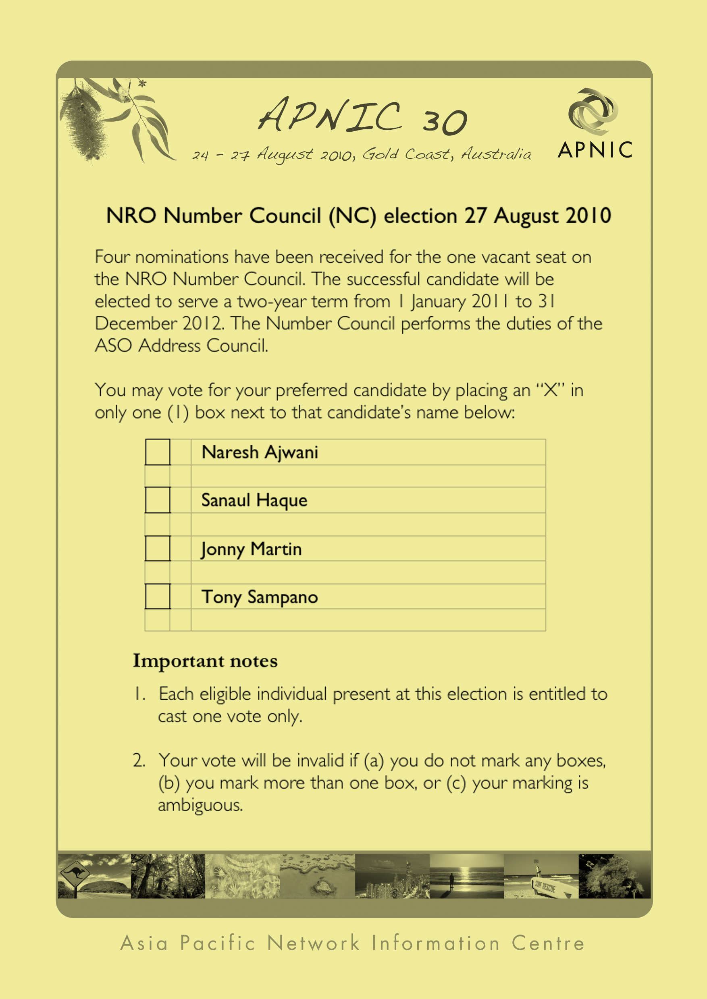 APNIC 30
24 - 27 August 2010, Gold Coast, Australia
APNIC
NRO Number Council (NC) election 27 August 2010
Four nominations have been received for the one vacant seat on
the NRO Number Council. The successful candidate will be
elected to serve a two-year term from 1 January 2011 to 31
December 2012. The Number Council performs the duties of the
ASO Address Council.
You may vote for your preferred candidate by placing an “X” in
only one (1) box next to that candidate’s name below:
Naresh Ajwani
Sanaul Haque
Jonny Martin
Tony Sampano
Important notes
1. Each eligible individual present at this election is entitled to
cast one vote only.
2. Your vote will be invalid if (a) you do not mark any boxes,
(b) you mark more than one box, or (c) your marking is
ambiguous.
SURF RESCUE
Asia Pacific Network Information Centre